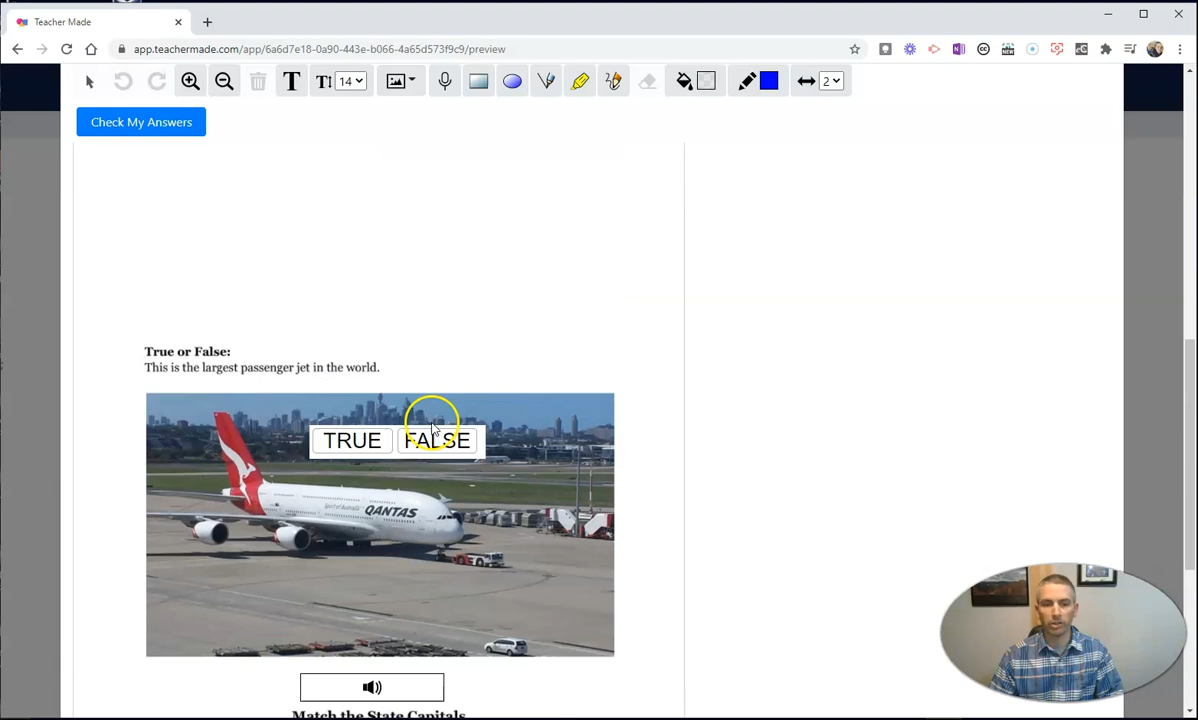 Teacher Made
app.teachermade.com/app/6a6d7e18-0a90-443e-b066-4a65d573f9c9/preview
T T 14 2
Check My Answers
True or False:
This is the largest passenger jet in the world.
TRUE FALSE
QANTAS
Match the State Capitals